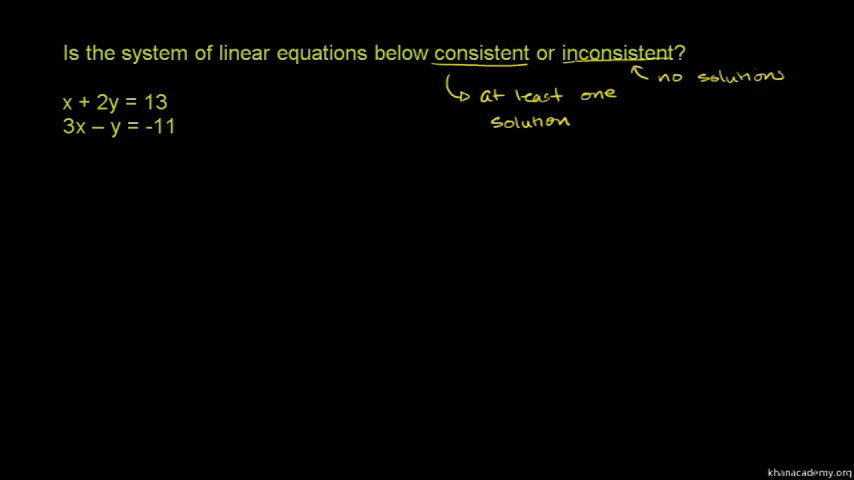 Is the system of linear equations below consistent or inconsistent?
no solutions
x + 2y = 13
at least one
3x – y = -11
solution
khanacademy.org